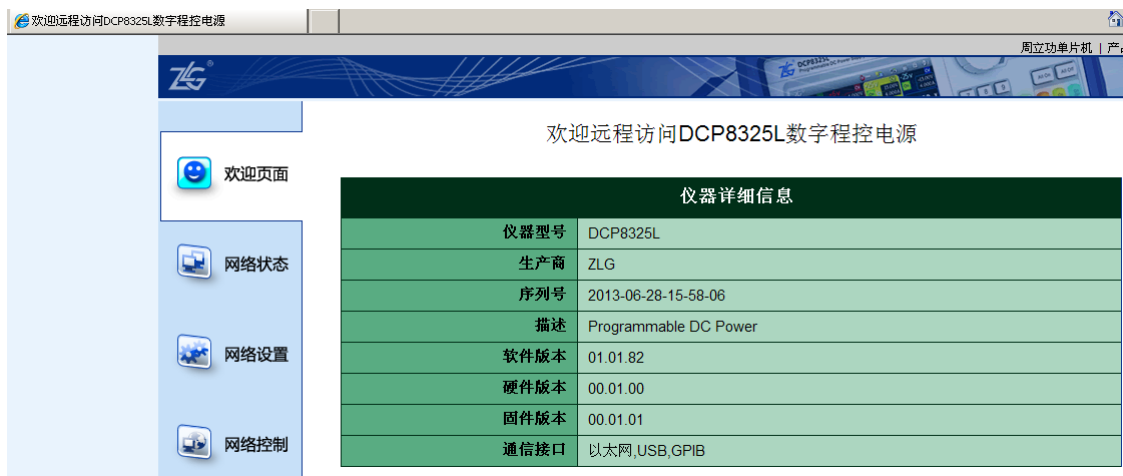 欢迎远程访问DCP8325L数字程控电源
周立功单片机 | 产
ZLG®
DCP8325L
欢迎远程访问DCP8325L数字程控电源
欢迎页面
网络状态
网络设置
网络控制
仪器详细信息
仪器型号 DCP8325L
生产商 ZLG
序列号 2013-06-28-15-58-06
描述 Programmable DC Power
软件版本 01.01.82
硬件版本 00.01.00
固件版本 00.01.01
通信接口 以太网,USB,GPIB